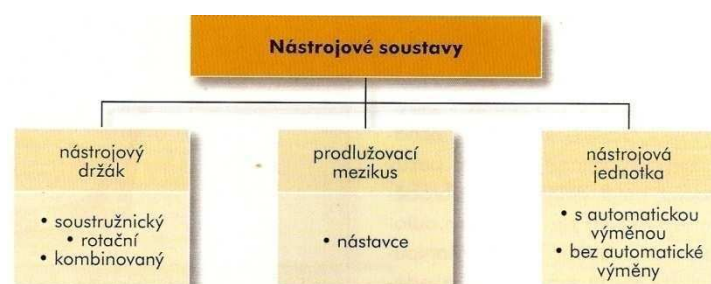 Nástrojové soustavy
nástrojový
držák
• soustružnický
• rotační
• kombinovaný
prodlužovací
mezikus
• nástavce
nástrojová
jednotka
• s automatickou
výměnou
• bez automatické
výměny